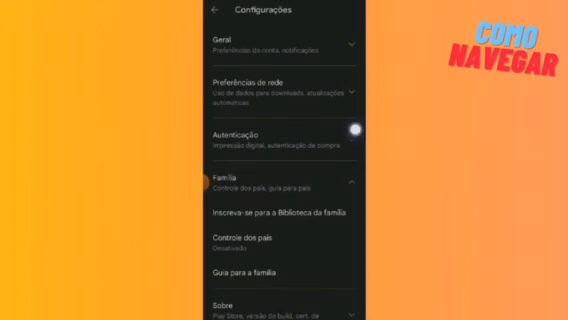 Configurações
COMO
NAVEGAR
Geral
Preferências da conta, notificações
Preferências de rede
Uso de dados para downloads, atualizações
automáticas
Autenticação
Impressão digital, autenticação de compra
Família
Controle dos pais, guia para pais
Inscreva-se para a Biblioteca da família
Controle dos pais
Desativado
Guia para a família
Sobre
Play Store, versão do build, cert. de